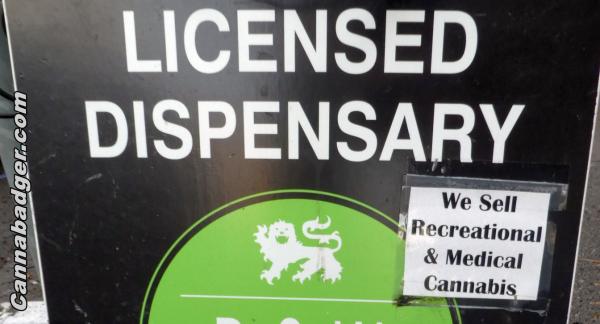 LICENSED
DISPENSARY
We Sell
Recreational
& Medical
Cannabis
Cannabadger.com